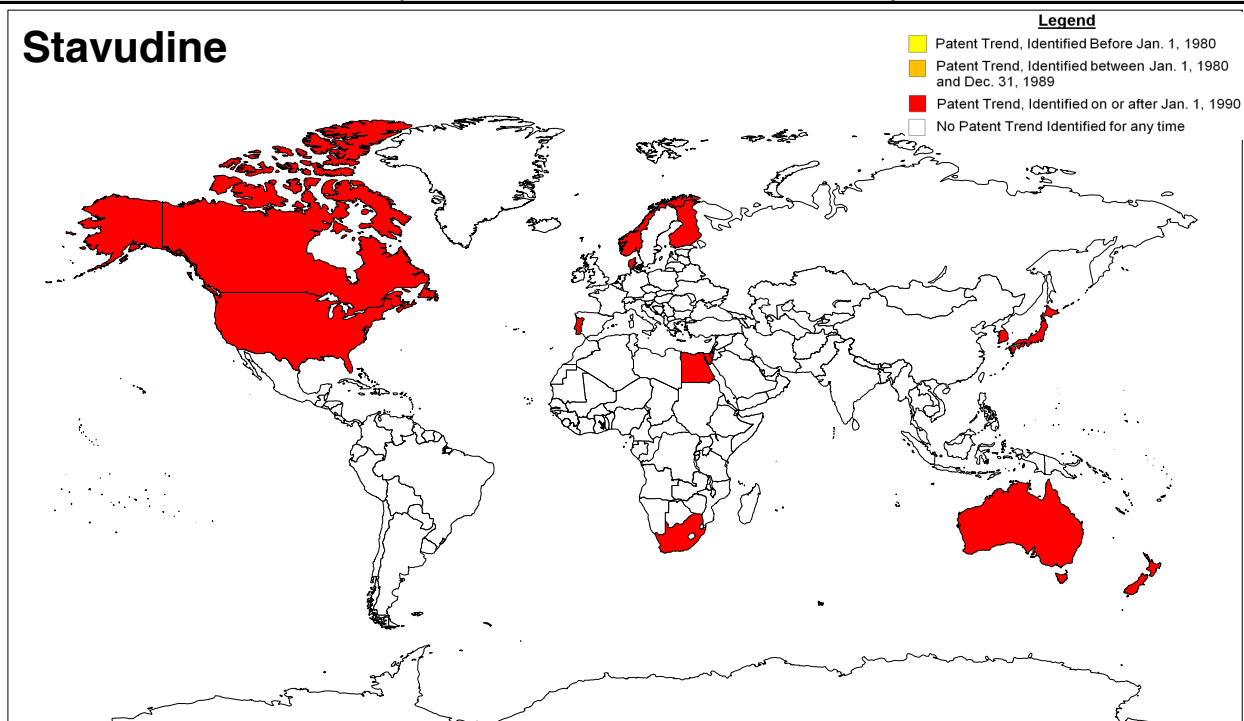 Stavudine
Legend
Patent Trend, Identified Before Jan. 1, 1980
Patent Trend, Identified between Jan. 1, 1980
and Dec. 31, 1989
Patent Trend, Identified on or after Jan. 1, 1990
No Patent Trend Identified for any time